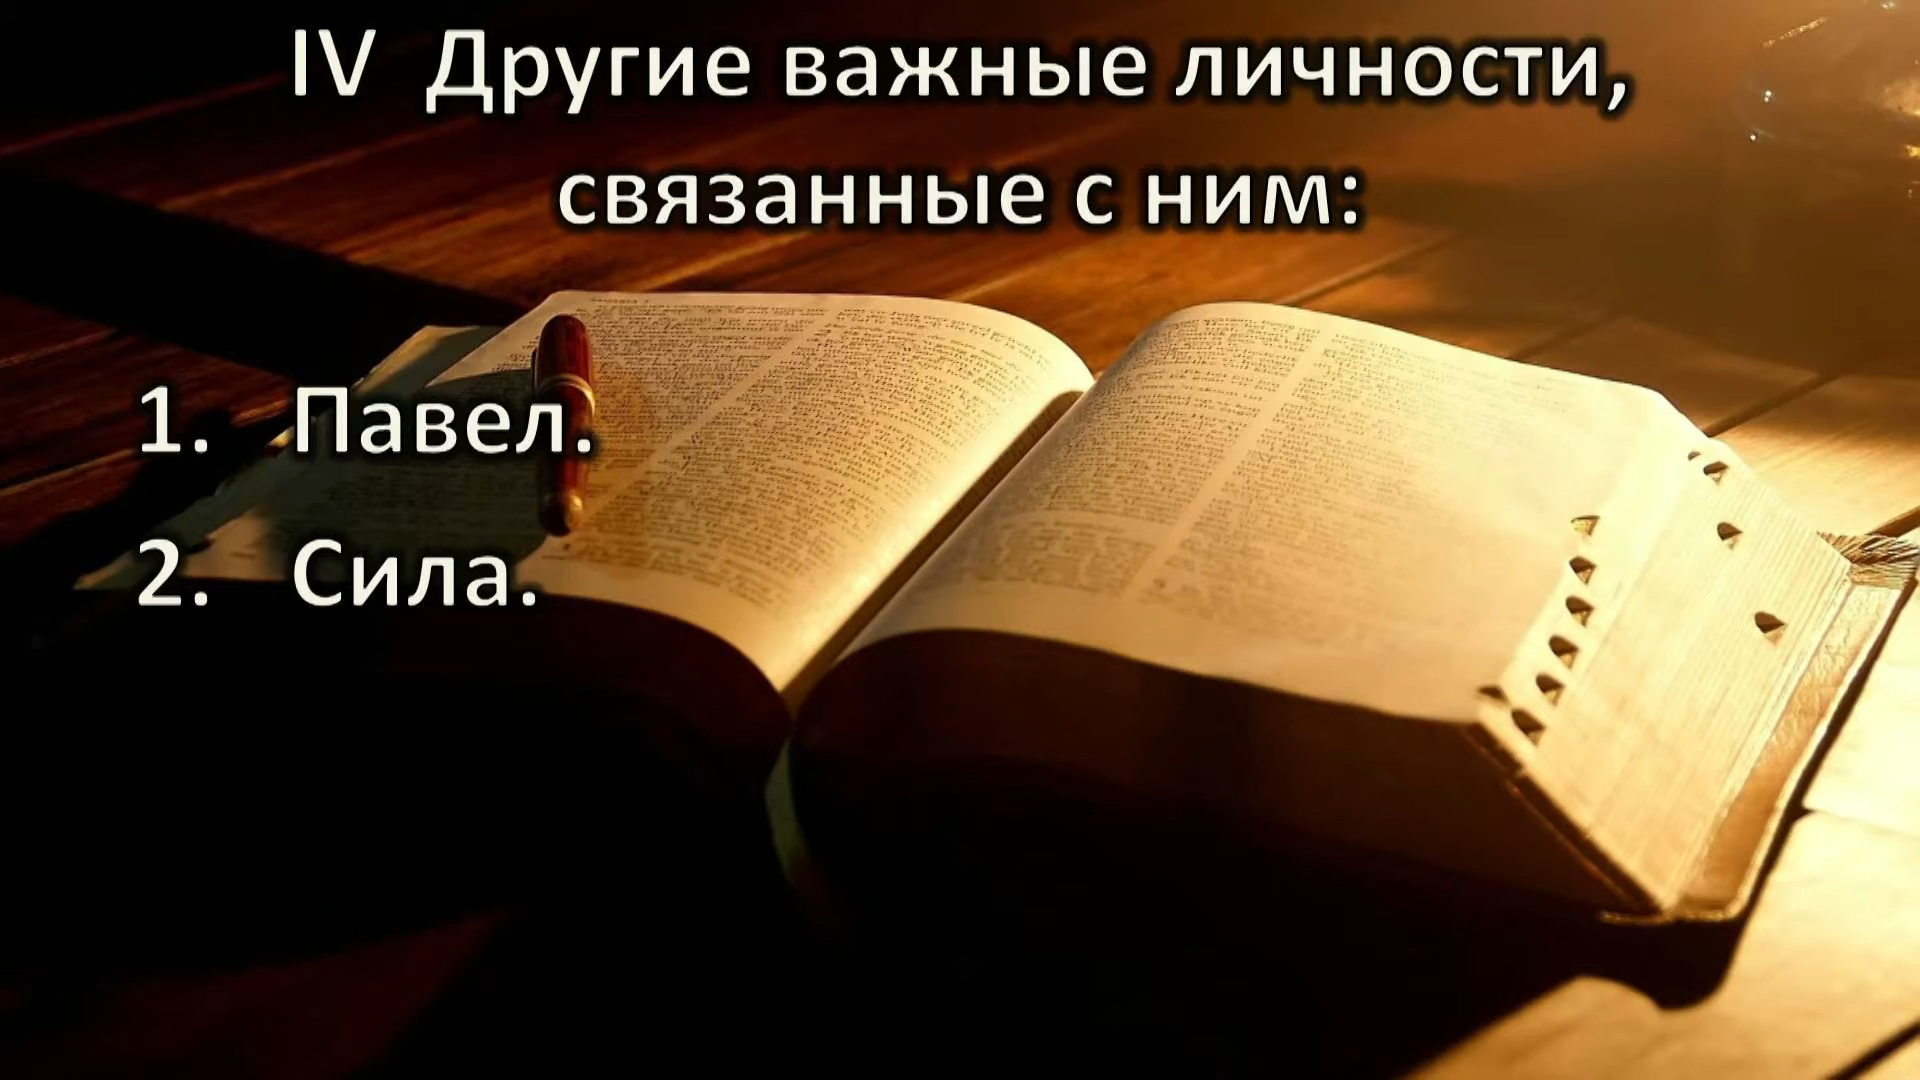 IV Другие важные личности,
связанные с ним:
1. Павел.
2. Сила.